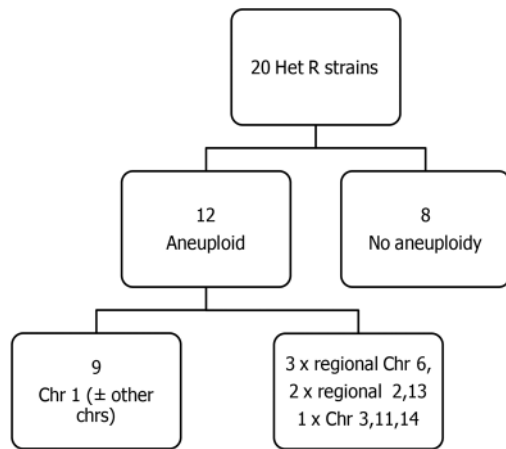 20 Het R strains
12
Aneuploid
8
No aneuploidy
9
Chr 1 (± other
chrs)
3 x regional Chr 6,
2 x regional 2,13
1 x Chr 3,11,14